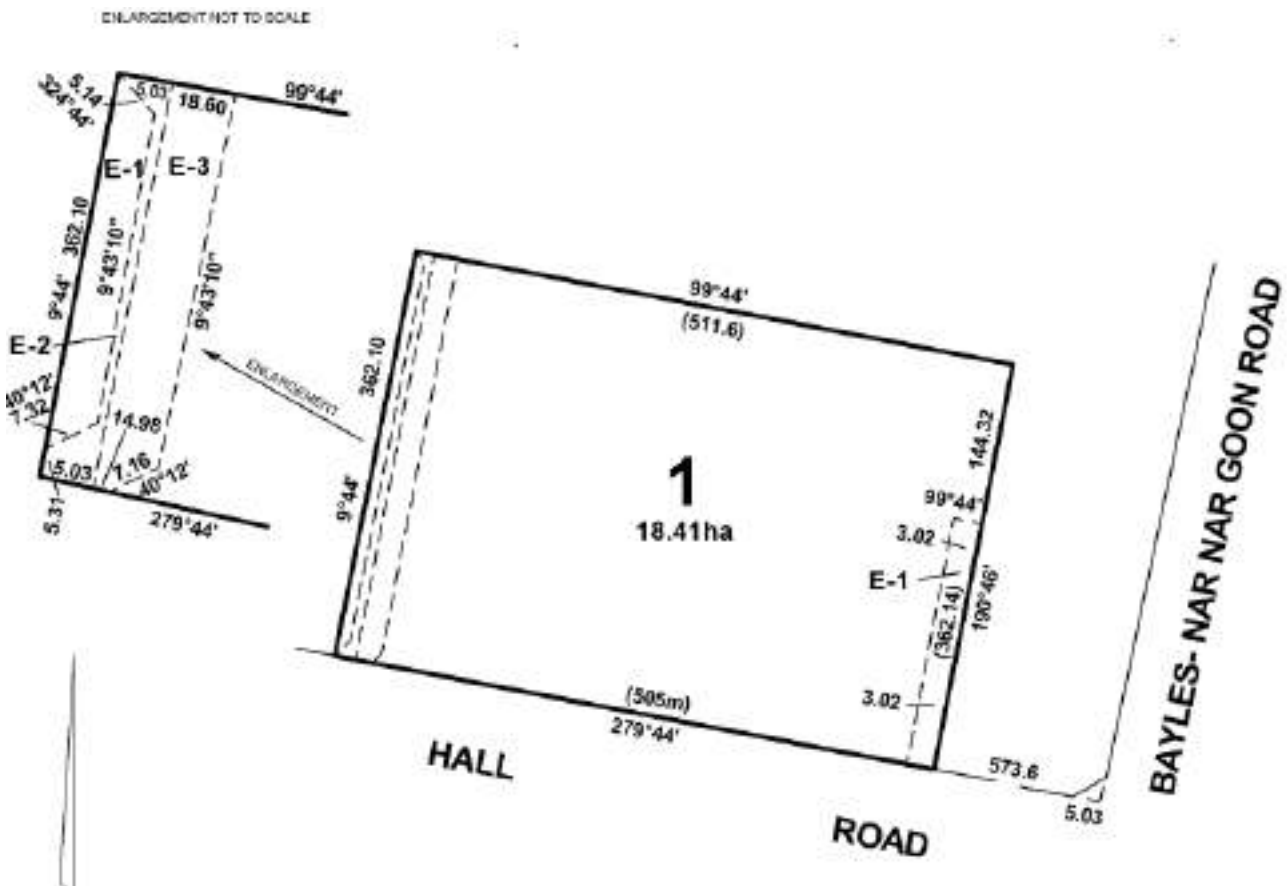 ENLARGEMENT NOT TO SCALE
5.14
324°44'
5.03
18.60
99°44'
E-1
E-3
362.10
9°44'
9°43'10"
9°43'10"
E-2
40°12'
7.32
14.98
5.03
1.16
40°12'
5.31
279°44'
ENLARGEMENT
99°44'
(511.6)
362.10
9°44'
1
18.41ha
144.32
99°44'
3.02
E-1
(362.14)
190°46'
3.02
(505m)
279°44'
HALL
ROAD
573.6
5.03
BAYLES- NAR NAR GOON ROAD